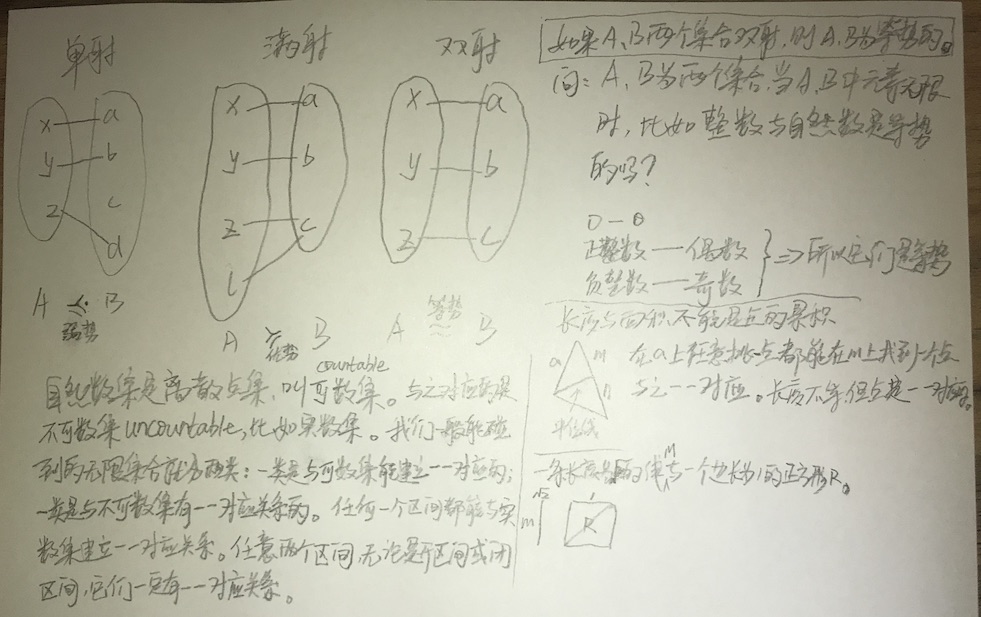 单射
x a
y b
z c
d
A ≼ B
弱势
满射
x a
y b
z c
l
A ≽ B
优势
双射
x a
y b
z c
A 等势 ≈ B
如果A、B两个集合双射,则A、B为等势的。
问:A、B为两个集合,当A、B中元素无限
时,比如整数与自然数是等势
的吗?
0 — 0
正整数 — 偶数
负整数 — 奇数
} => 所以它们是等势
长度与面积不能是点的累积
a m
n
在a上任意挑一点都能在m上找到一个点
与之一一对应。长度不等,但点是一一对应。
中位线
一条长度为 的线 m 与一个边长为1的正方形R。
m
1
R
countable
自然数集是离散点集,叫可数集。与之对应的是
不可数集uncountable,比如实数集。我们一般能碰
到的无限集合就分两类:一类是与可数集能建立一一对应的;
一类是与不可数集有一一对应关系的。任何一个区间都能与实
数集建立一一对应关系。任意两个区间,无论是开区间或闭
区间,它们一定有一一对应关系。